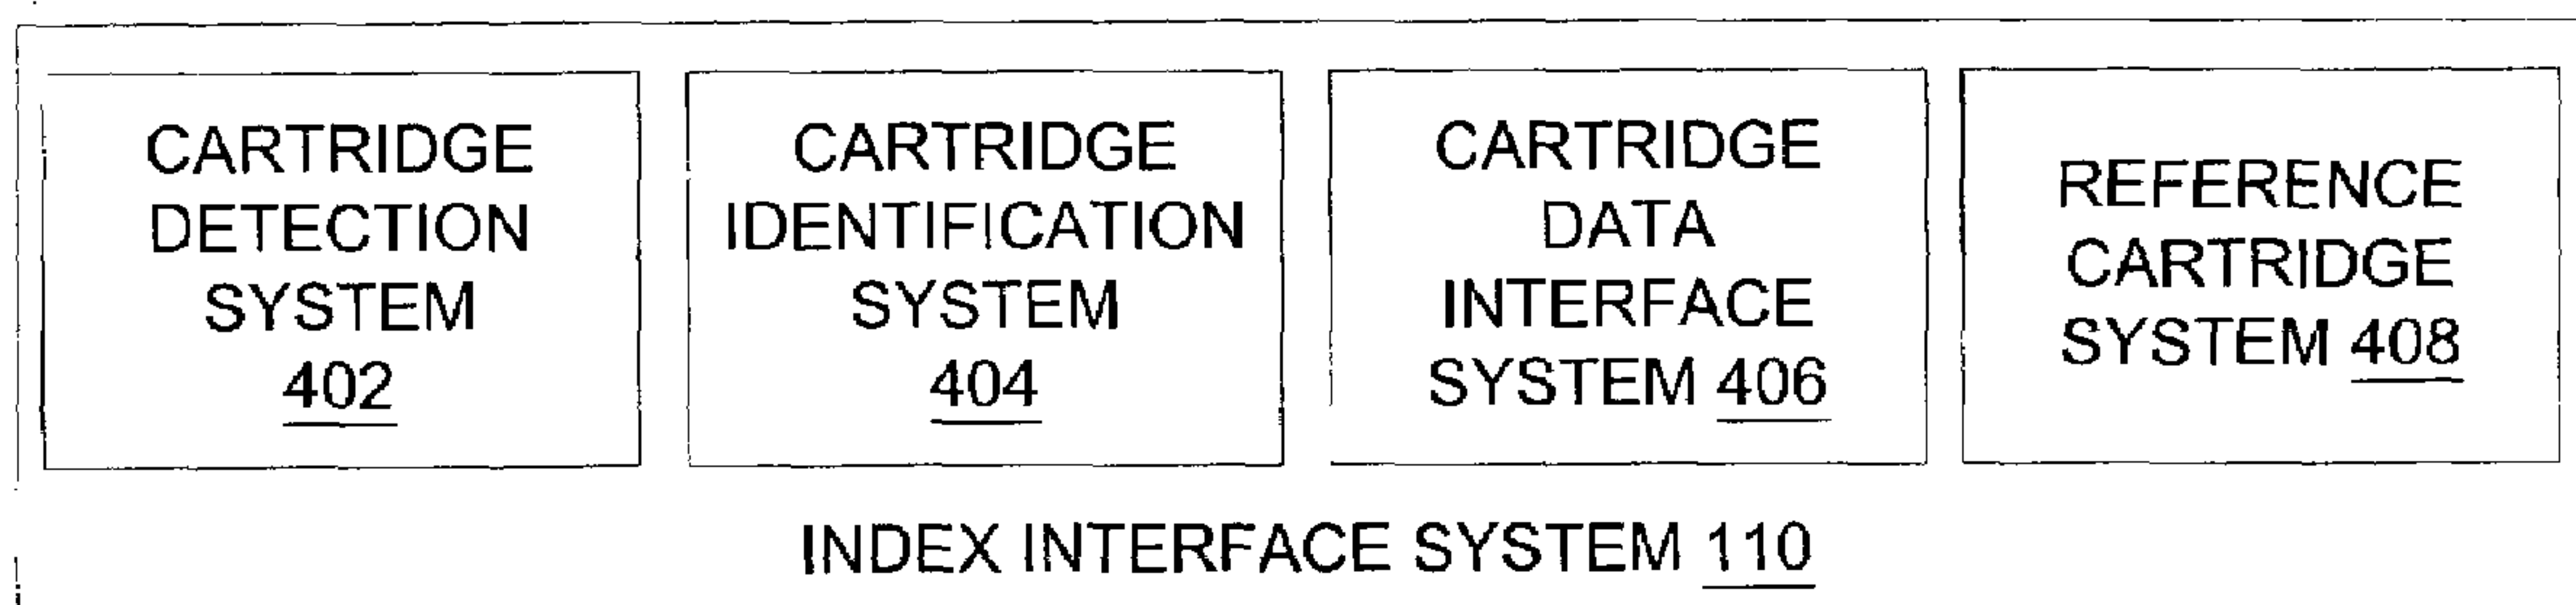 CARTRIDGE
DETECTION
SYSTEM
402
CARTRIDGE
IDENTIFICATION
SYSTEM
404
CARTRIDGE
DATA
INTERFACE
SYSTEM 406
REFERENCE
CARTRIDGE
SYSTEM 408
INDEX INTERFACE SYSTEM 110